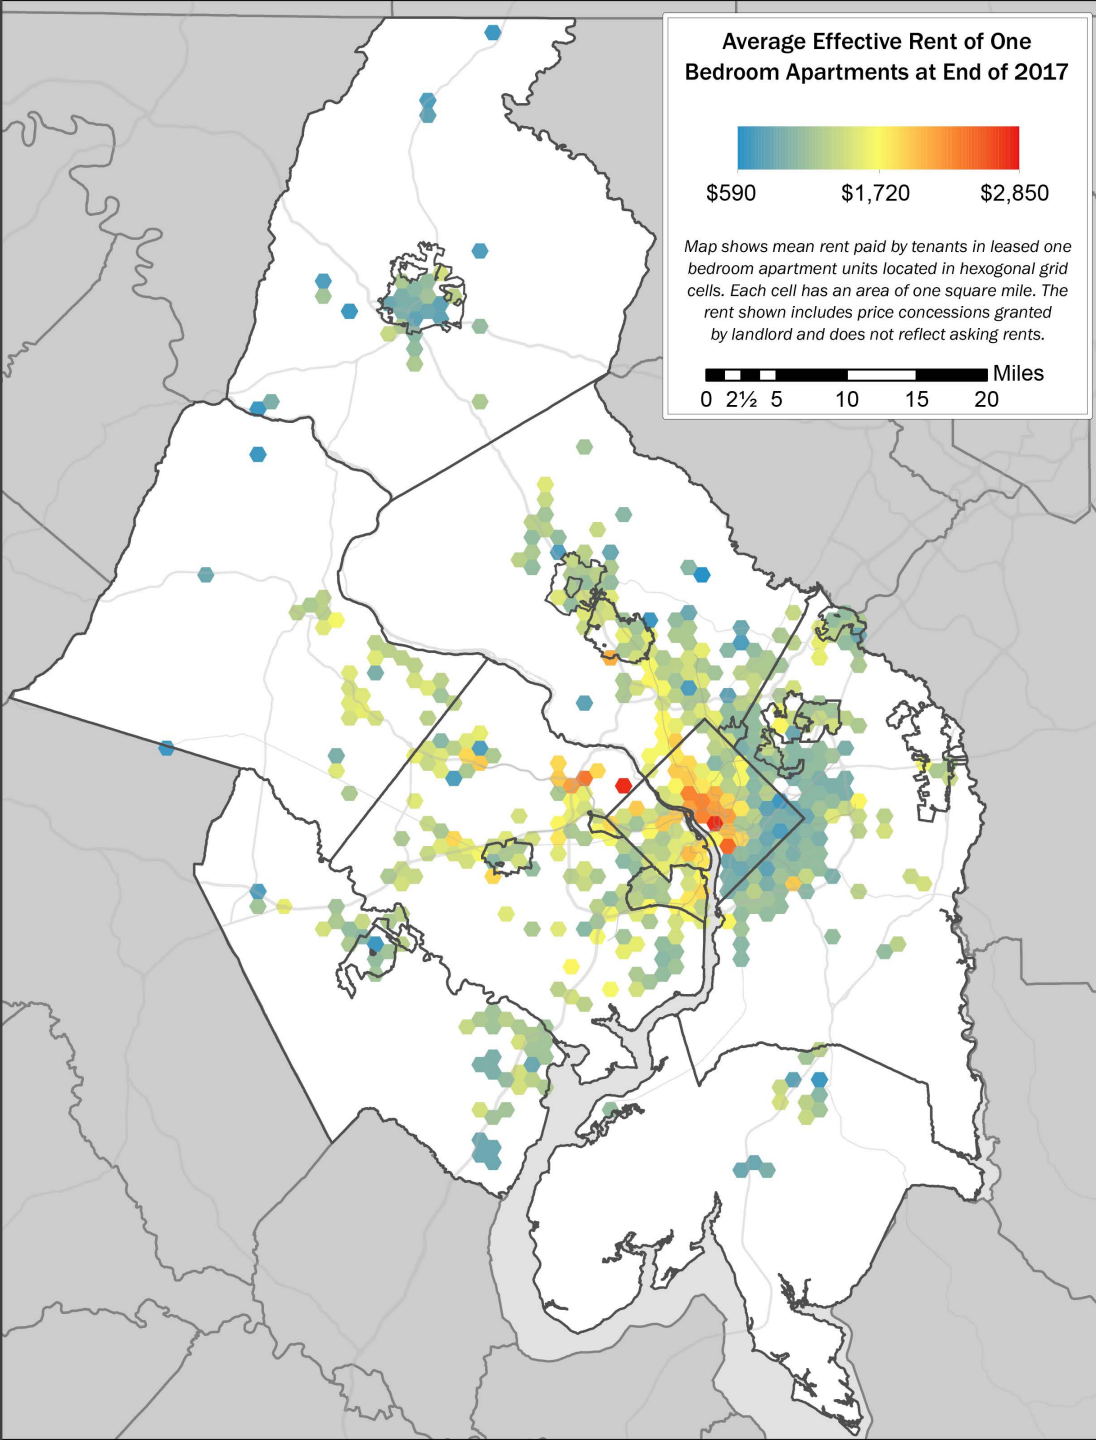 Average Effective Rent of One
Bedroom Apartments at End of 2017
$590 $1,720 $2,850
Map shows mean rent paid by tenants in leased one
bedroom apartment units located in hexogonal grid
cells. Each cell has an area of one square mile. The
rent shown includes price concessions granted
by landlord and does not reflect asking rents.
Miles
0 2½ 5 10 15 20